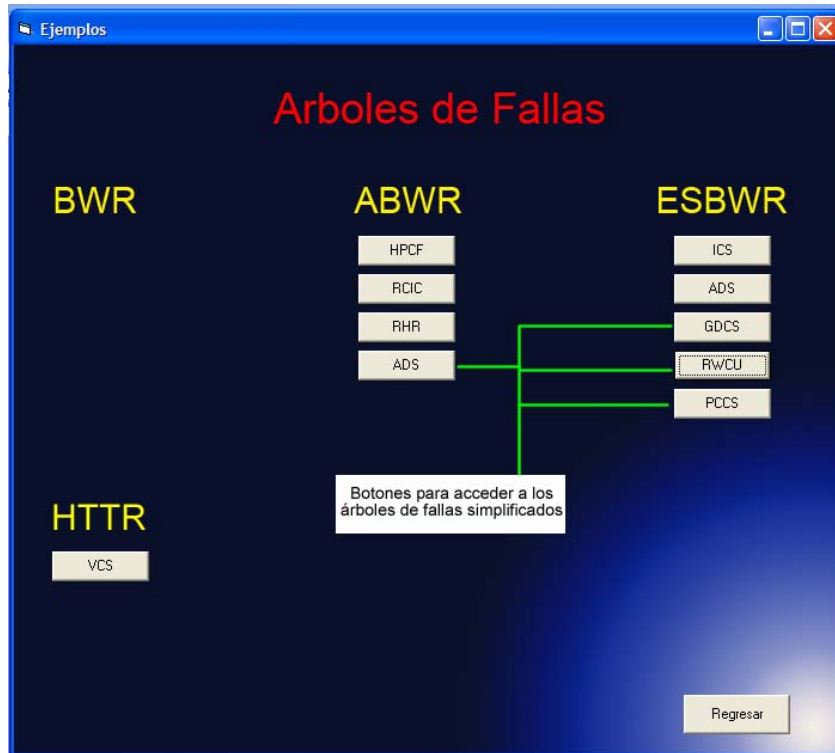 Ejemplos
Arboles de Fallas
BWR
ABWR
HPCF
RCIC
RHR
ADS
ESBWR
ICS
ADS
GDCS
RWCU
PCCS
Botones para acceder a los
árboles de fallas simplificados
HTTR
VCS
Regresar